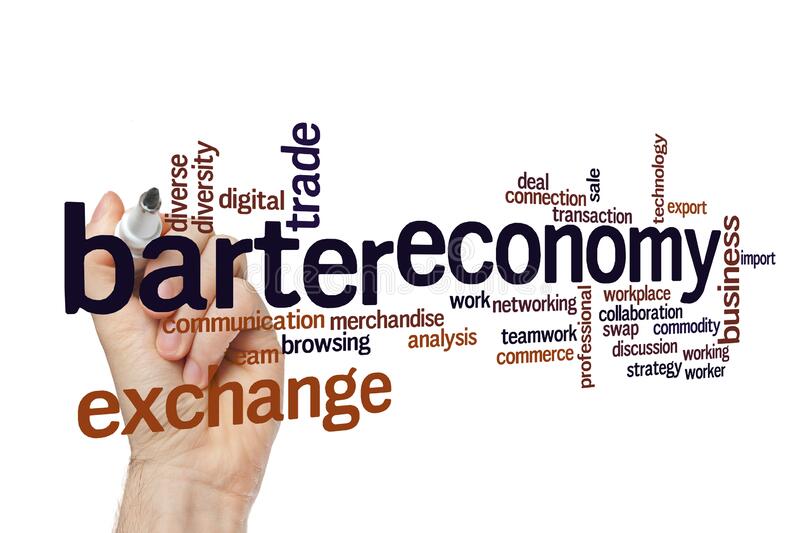 diverse
diversity
digital
trade
deal
connection
sale
transaction
technology
export
barter economy
business
import
communication merchandise
work networking
workplace
collaboration
professional
team browsing
analysis
teamwork
swap commodity
commerce
discussion working
strategy worker
exchange